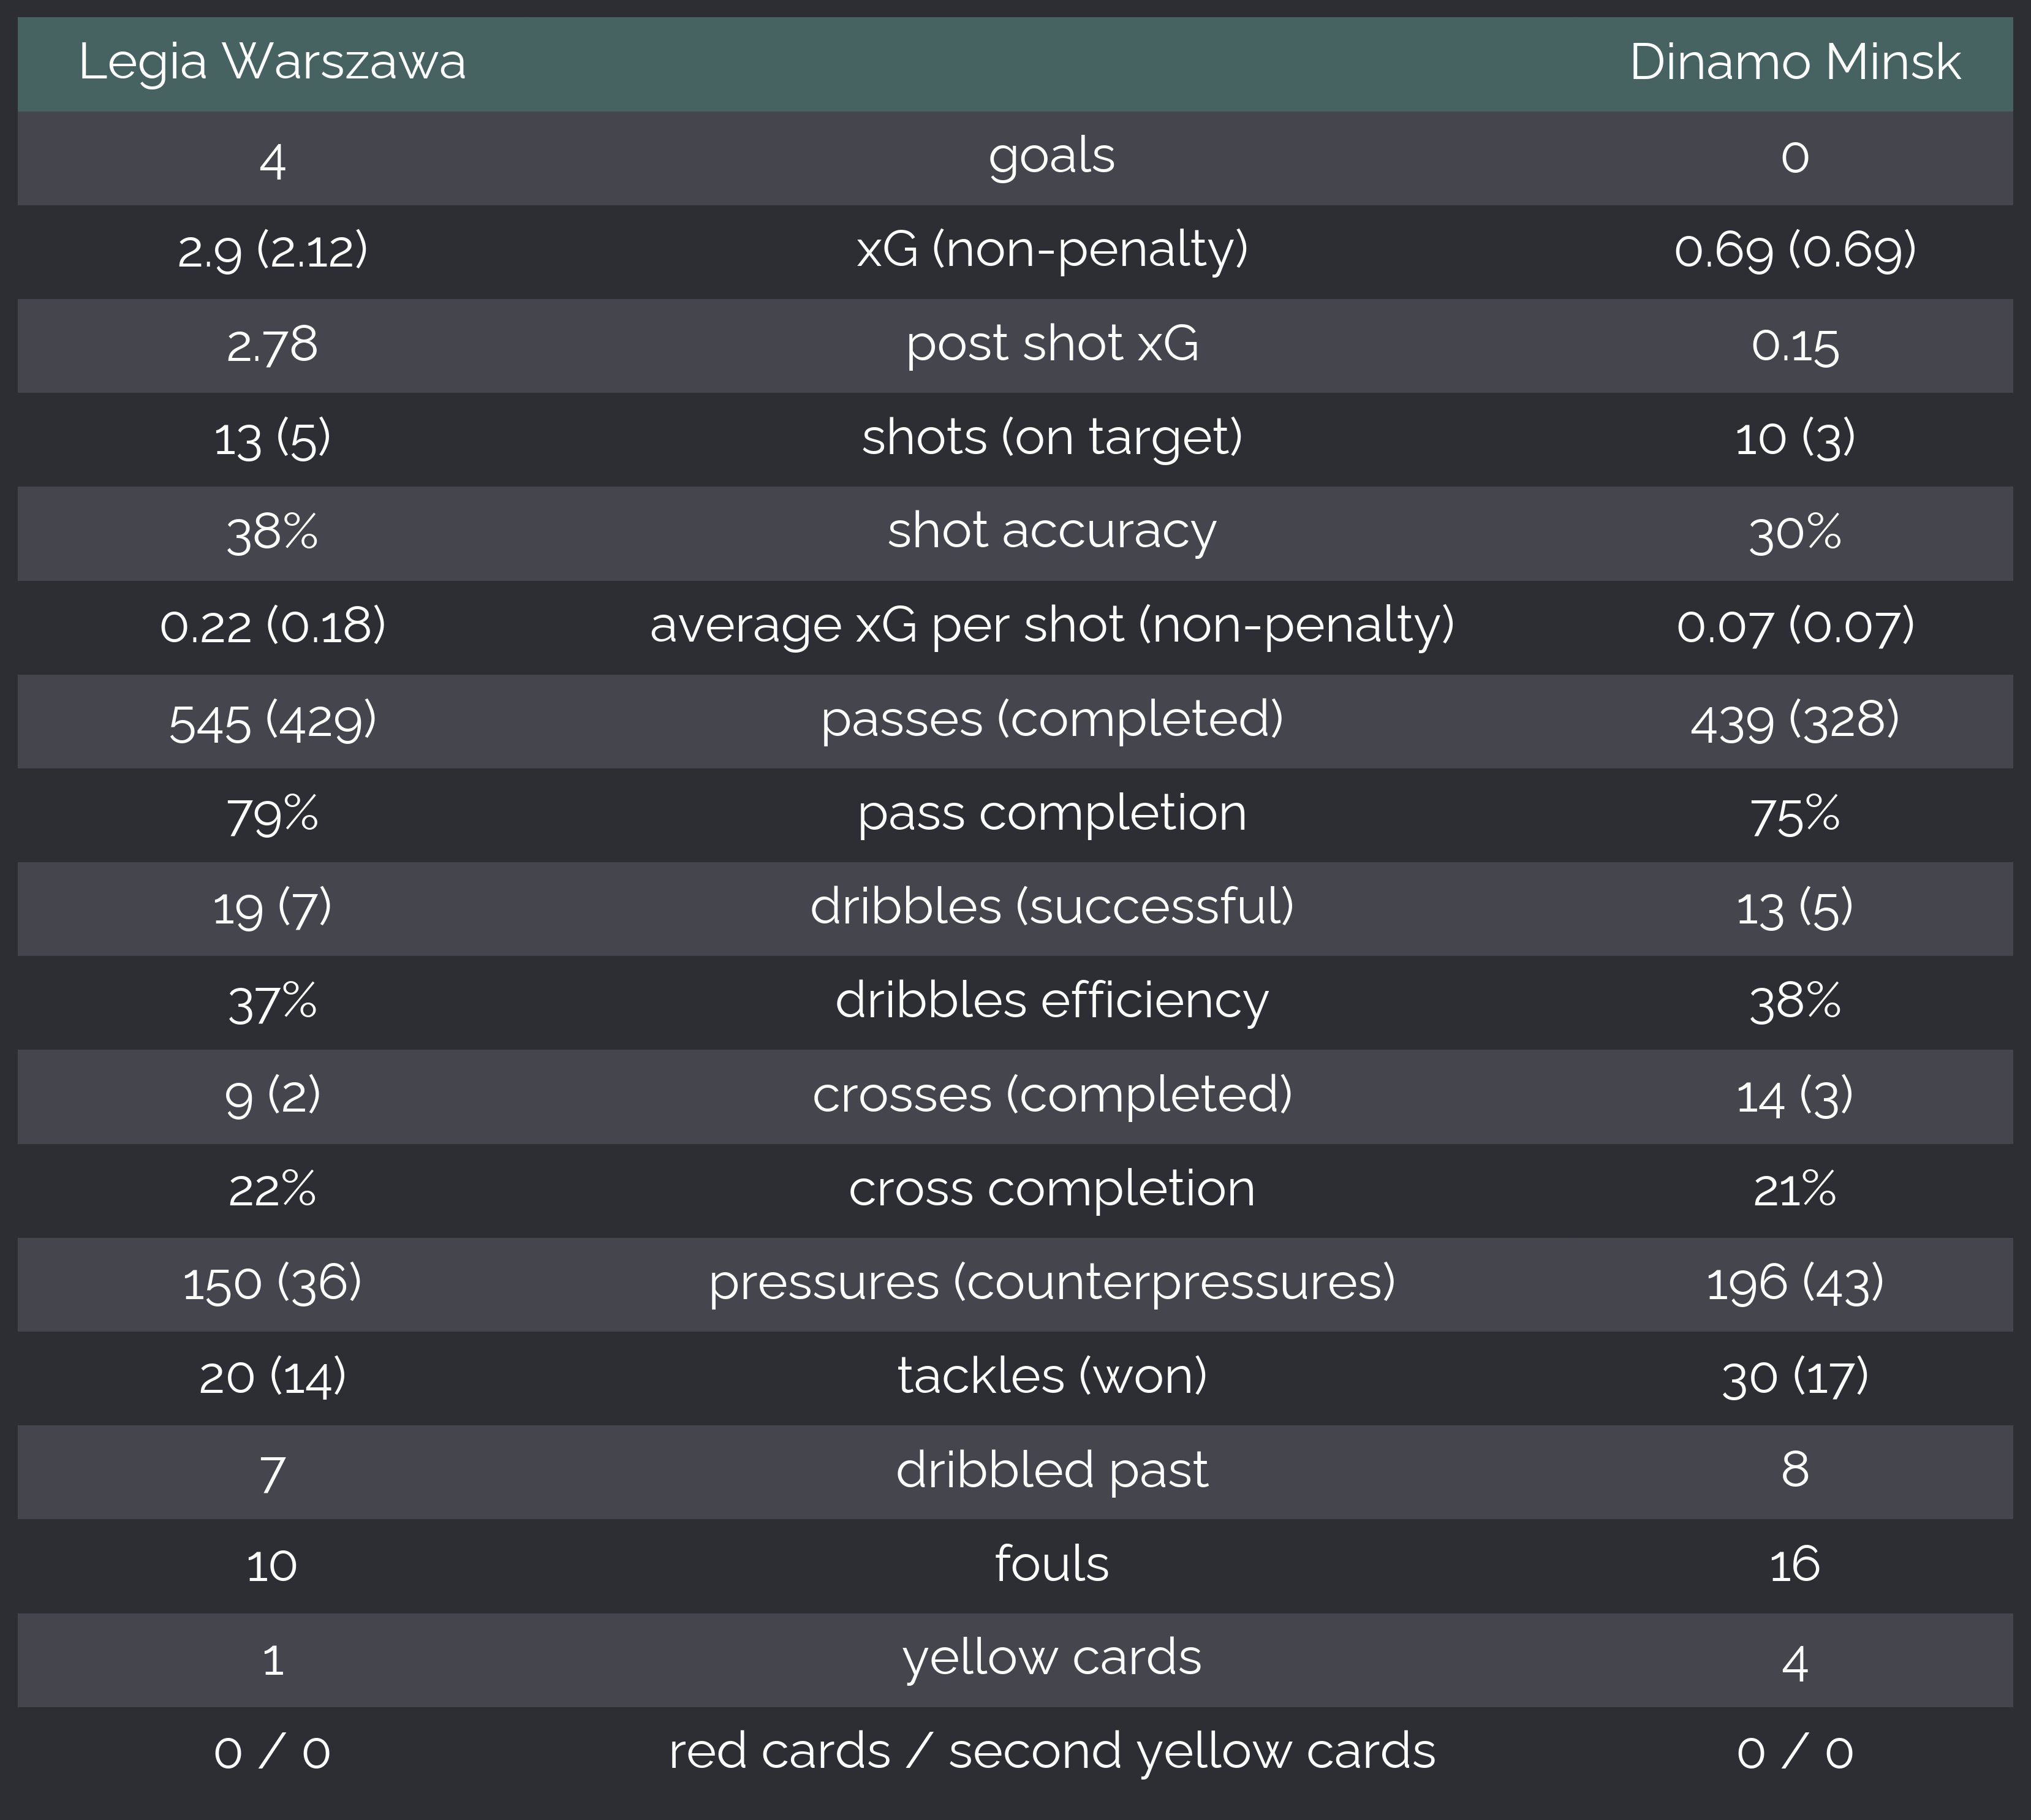 Legia Warszawa Dinamo Minsk
4 goals 0
2.9 (2.12) xG (non-penalty) 0.69 (0.69)
2.78 post shot xG 0.15
13 (5) shots (on target) 10 (3)
38% shot accuracy 30%
0.22 (0.18) average xG per shot (non-penalty) 0.07 (0.07)
545 (429) passes (completed) 439 (328)
79% pass completion 75%
19 (7) dribbles (successful) 13 (5)
37% dribbles efficiency 38%
9 (2) crosses (completed) 14 (3)
22% cross completion 21%
150 (36) pressures (counterpressures) 196 (43)
20 (14) tackles (won) 30 (17)
7 dribbled past 8
10 fouls 16
1 yellow cards 4
0 / 0 red cards / second yellow cards 0 / 0